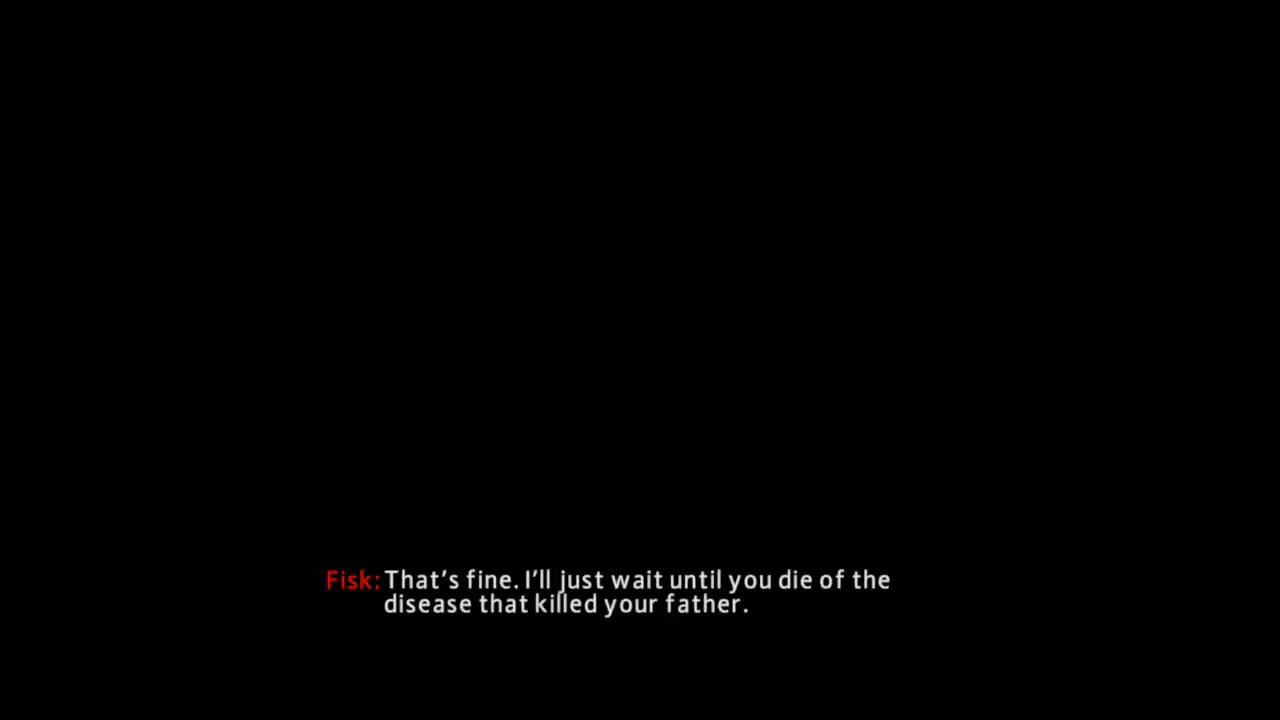 Fisk: That's fine. I'll just wait until you die of the
disease that killed your father.